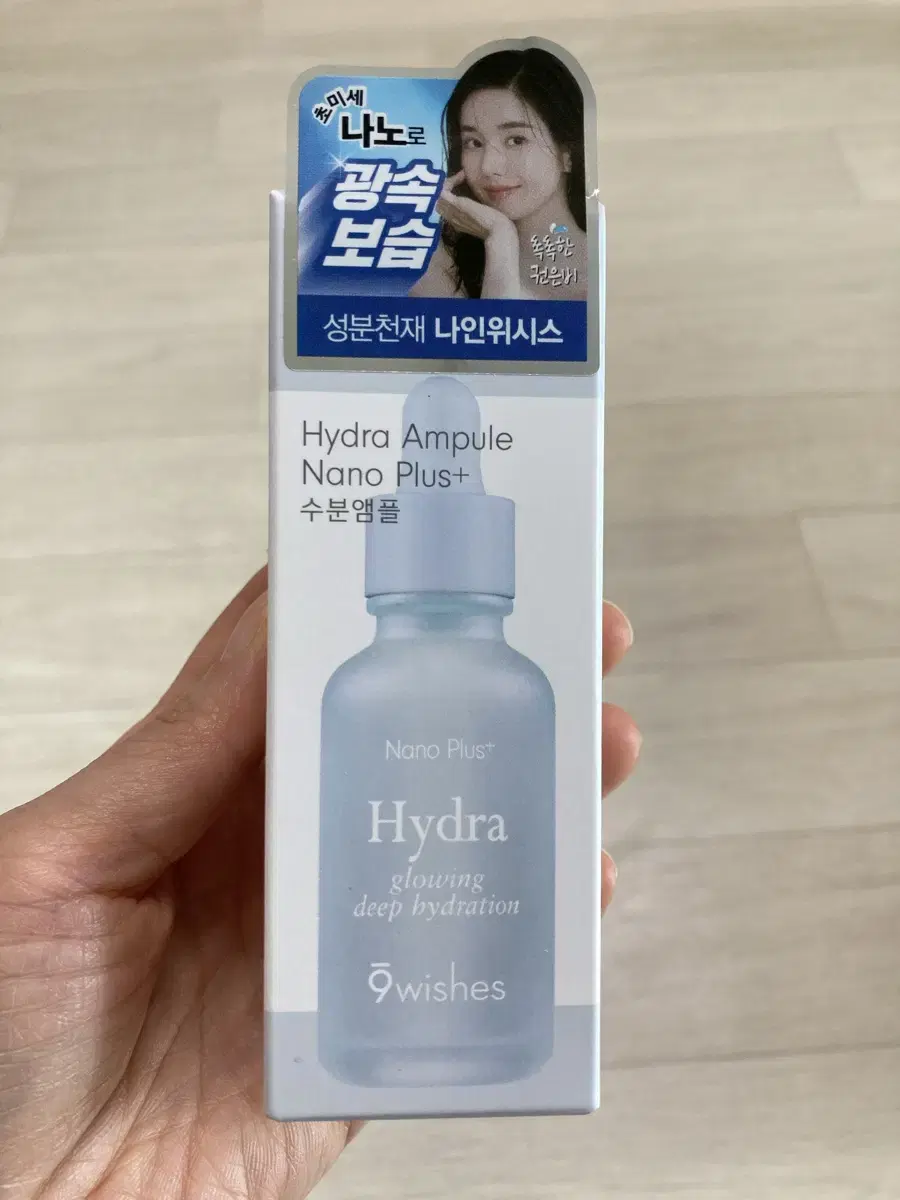 초미세
나노로
광속
보습
촉촉한
권은비
성분천재 나인위시스
Hydra Ampule
Nano Plus+
수분앰플
Nano Plus+
Hydra
glowing
deep hydration
9wishes